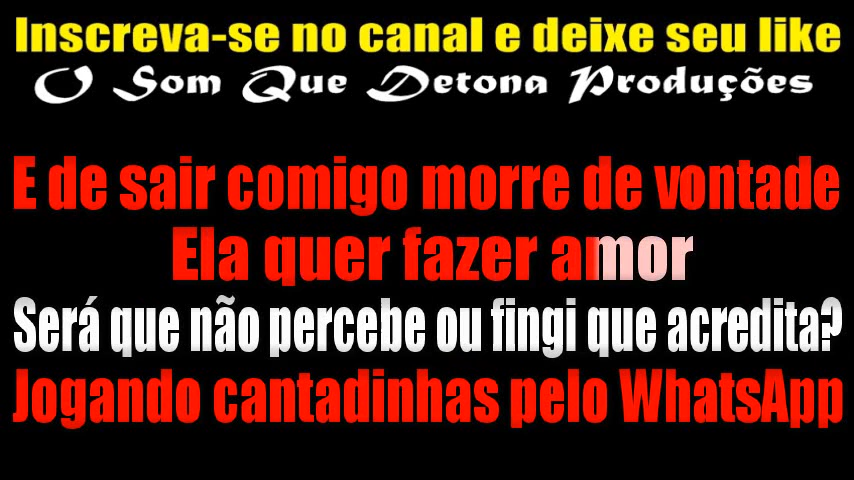 Inscreva-se no canal e deixe seu like
O Som Que Detona Produções
E de sair comigo morre de vontade
Ela quer fazer amor
Será que não percebe ou fingi que acredita?
Jogando cantadinhas pelo WhatsApp